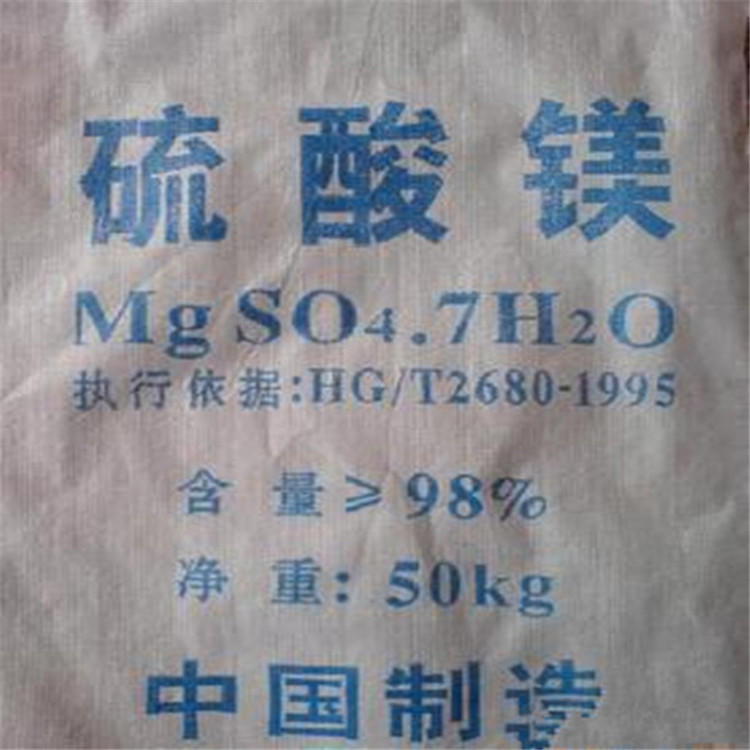 硫酸镁
MgSO4.7H2O
执行依据:HG/T2680-1995
含量≥98%
净重:50kg
中国制造